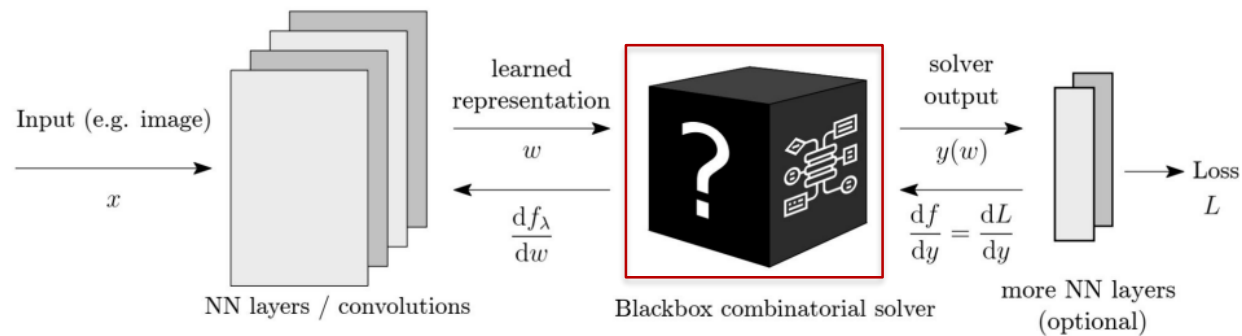 Input (e.g. image)
x
NN layers / convolutions
learned
representation
w
df_λ/dw
?
Blackbox combinatorial solver
solver
output
y(w)
df/dy = dL/dy
more NN layers
(optional)
Loss
L